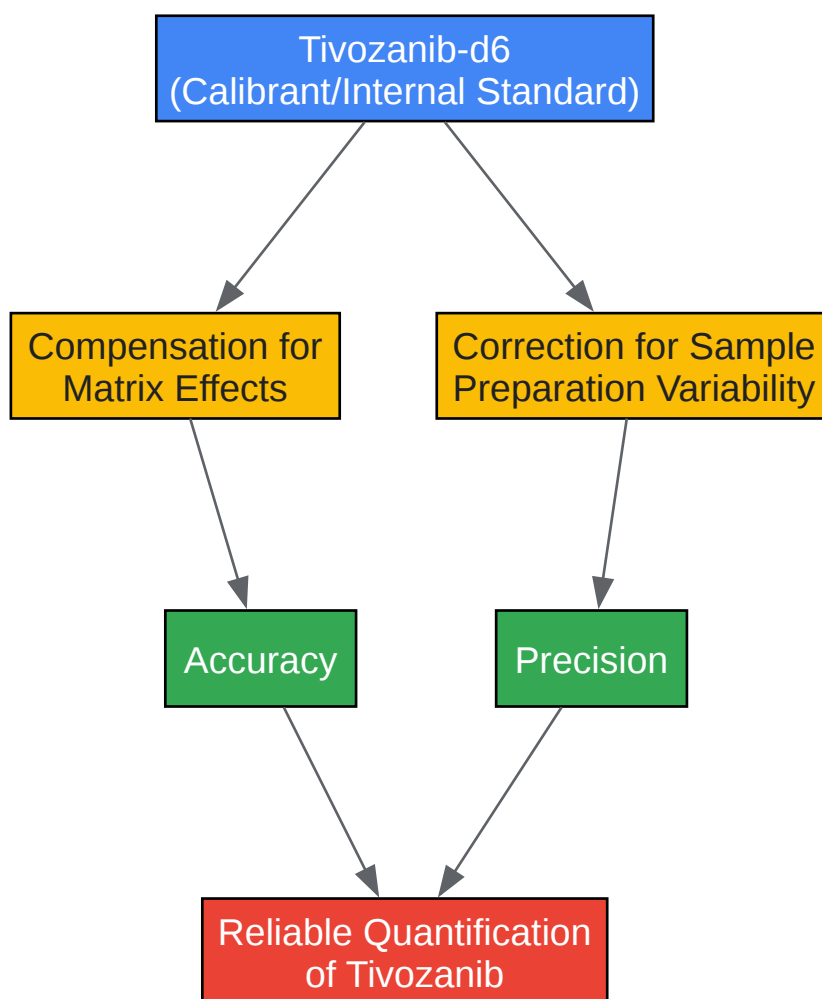 Tivozanib-d6
(Calibrant/Internal Standard)
Compensation for
Matrix Effects
Correction for Sample
Preparation Variability
Accuracy
Precision
Reliable Quantification
of Tivozanib